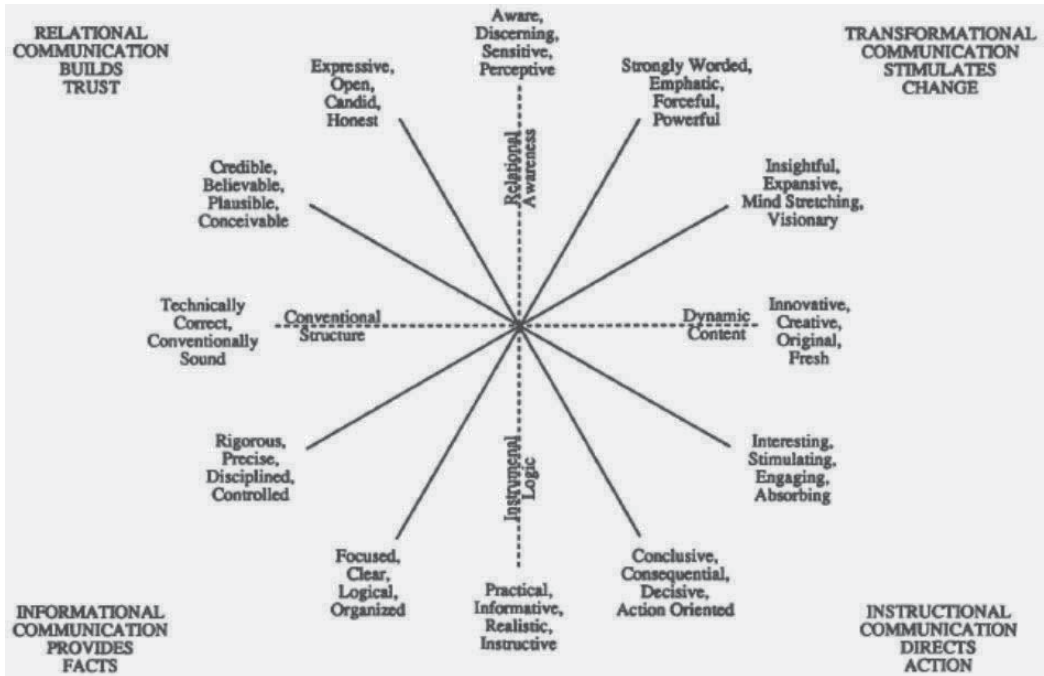 RELATIONAL
COMMUNICATION
BUILDS
TRUST
Aware,
Discerning,
Sensitive,
Perceptive
TRANSFORMATIONAL
COMMUNICATION
STIMULATES
CHANGE
Expressive,
Open,
Candid,
Honest
Strongly Worded,
Emphatic,
Forceful,
Powerful
Credible,
Believable,
Plausible,
Conceivable
Relational
Awareness
Insightful,
Expansive,
Mind Stretching,
Visionary
Technically
Correct,
Conventionally
Sound
Conventional
Structure
Dynamic
Content
Innovative,
Creative,
Original,
Fresh
Rigorous,
Precise,
Disciplined,
Controlled
Instrumenal
Logic
Interesting,
Stimulating,
Engaging,
Absorbing
Focused,
Clear,
Logical,
Organized
Practical,
Informative,
Realistic,
Instructive
Conclusive,
Consequential,
Decisive,
Action Oriented
INFORMATIONAL
COMMUNICATION
PROVIDES
FACTS
INSTRUCTIONAL
COMMUNICATION
DIRECTS
ACTION